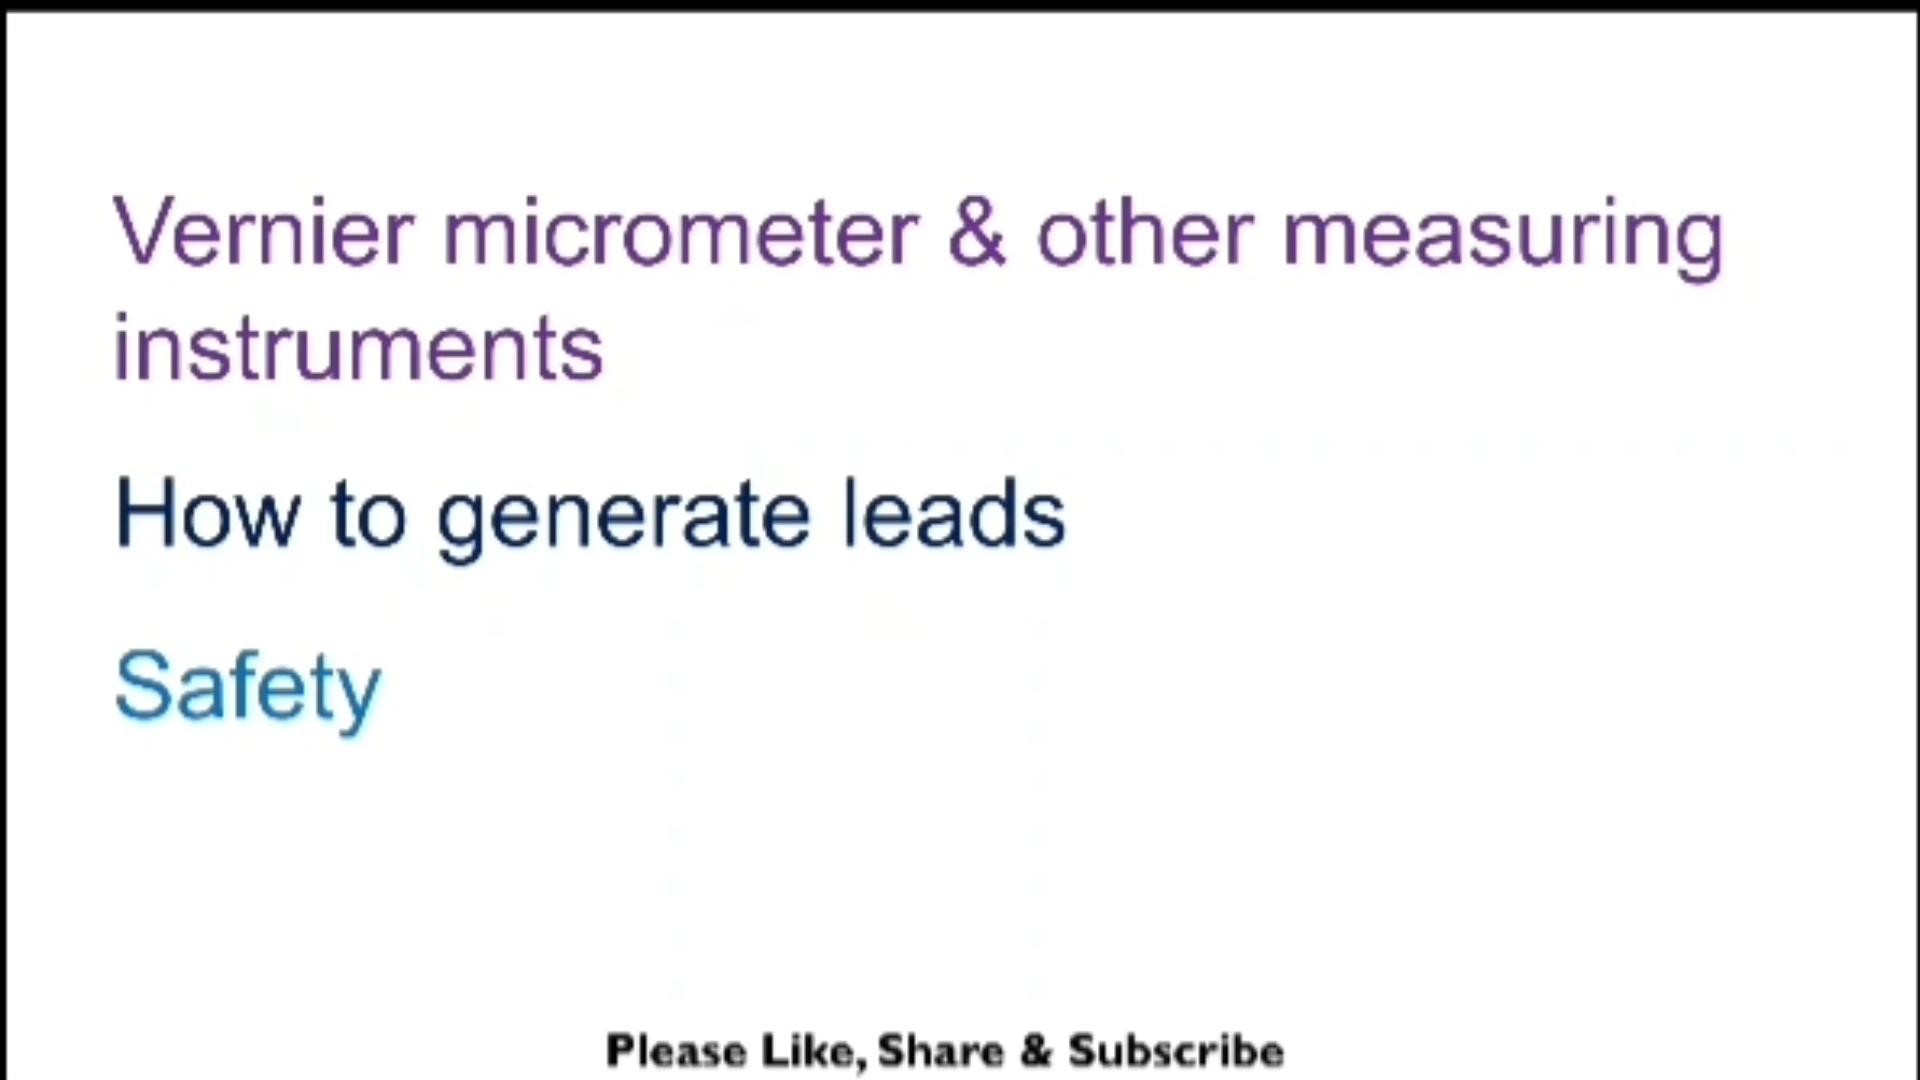 Vernier micrometer & other measuring
instruments
How to generate leads
Safety
Please Like, Share & Subscribe